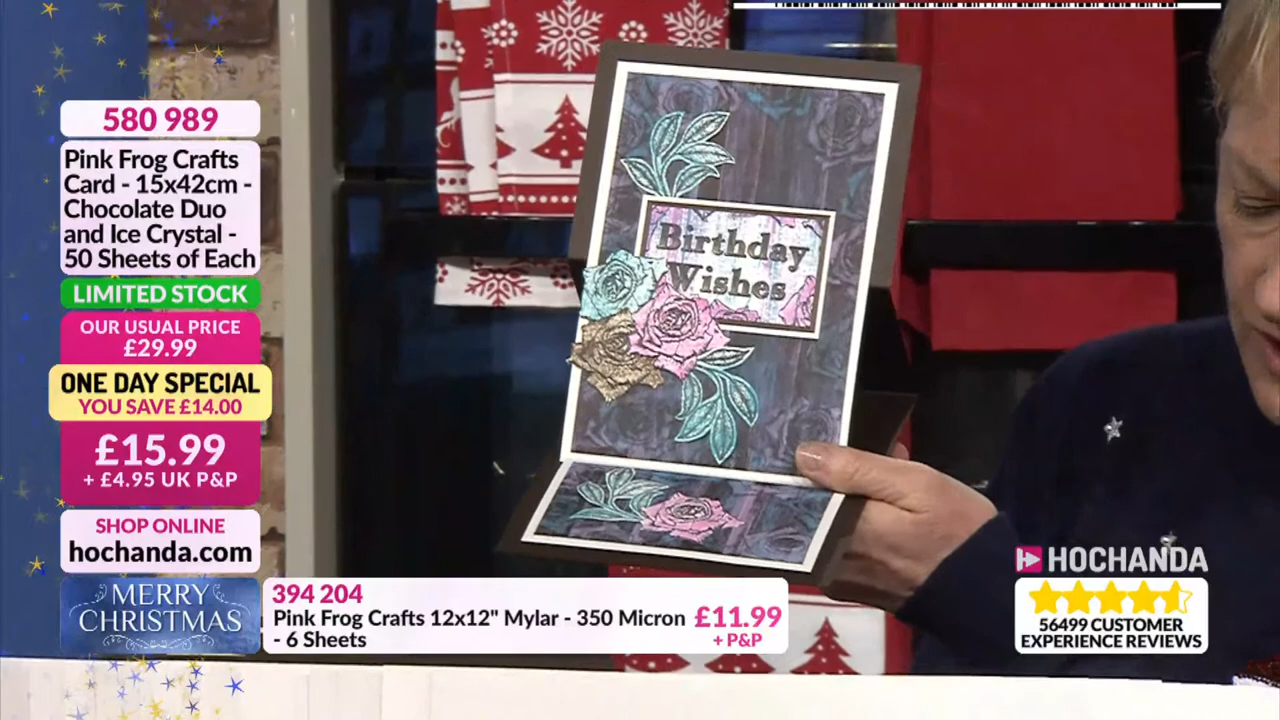 580 989
Pink Frog Crafts
Card - 15x42cm -
Chocolate Duo
and Ice Crystal -
50 Sheets of Each
LIMITED STOCK
OUR USUAL PRICE
£29.99
ONE DAY SPECIAL
YOU SAVE £14.00
£15.99
+ £4.95 UK P&P
SHOP ONLINE
hochanda.com
MERRY
CHRISTMAS
394 204
Pink Frog Crafts 12x12" Mylar - 350 Micron
- 6 Sheets
£11.99
+ P&P
Birthday
Wishes
HOCHANDA
56499 CUSTOMER
EXPERIENCE REVIEWS